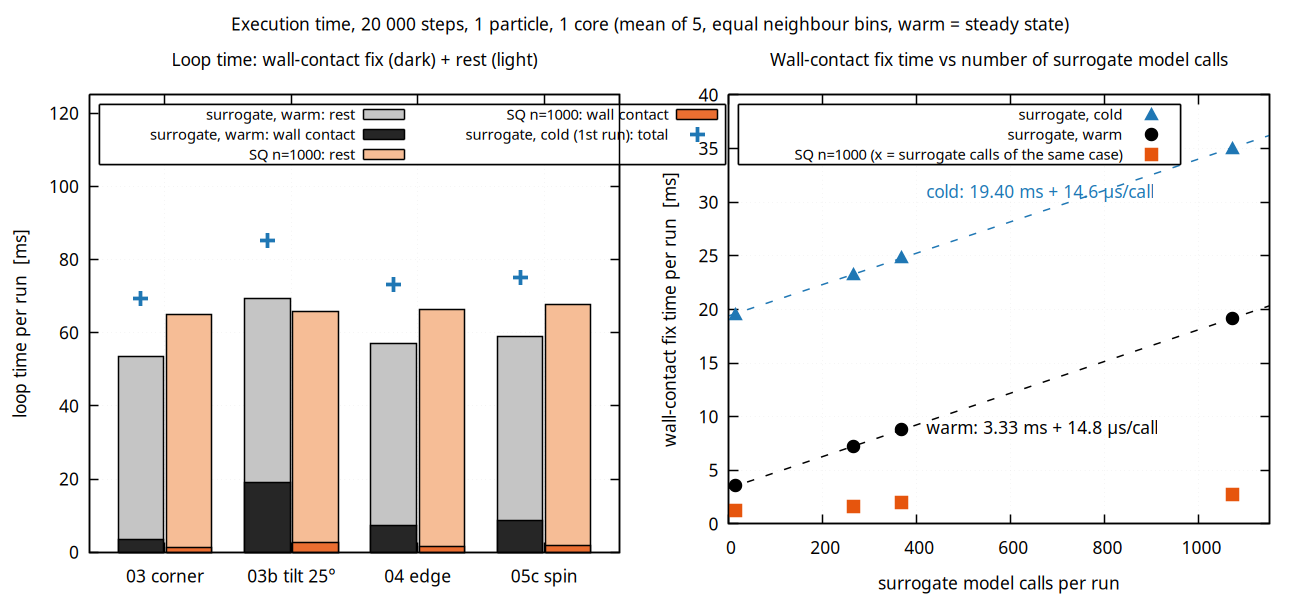 Execution time, 20 000 steps, 1 particle, 1 core (mean of 5, equal neighbour bins, warm = steady state)
Loop time: wall-contact fix (dark) + rest (light)
120
100
80
60
40
20
0
loop time per run [ms]
surrogate, warm: rest
surrogate, warm: wall contact
SQ n=1000: rest
SQ n=1000: wall contact
surrogate, cold (1st run): total
03 corner
03b tilt 25°
04 edge
05c spin
Wall-contact fix time vs number of surrogate model calls
40
35
30
25
20
15
10
5
0
wall-contact fix time per run [ms]
surrogate, cold
surrogate, warm
SQ n=1000 (x = surrogate calls of the same case)
cold: 19.40 ms + 14.6 µs/call
warm: 3.33 ms + 14.8 µs/call
0
200
400
600
800
1000
surrogate model calls per run